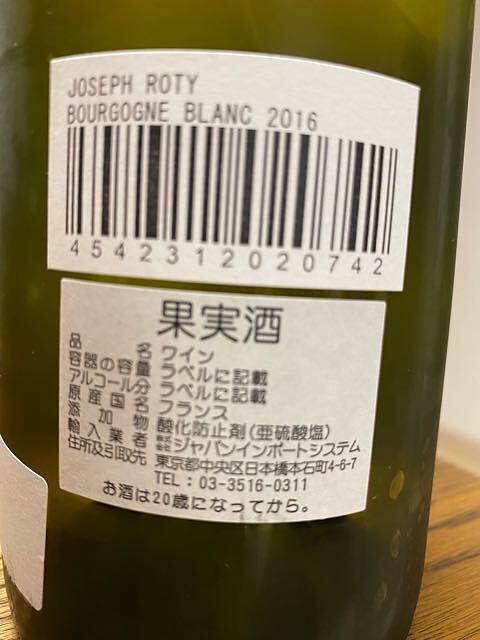 JOSEPH ROTY
BOURGOGNE BLANC 2016
4542312020742
果実酒
品名 ワイン
容器の容量 ラベルに記載
アルコール分 ラベルに記載
原産国名 フランス
添加物 酸化防止剤(亜硫酸塩)
輸入業者 株式会社ジャパンインポートシステム
住所及引取先 東京都中央区日本橋本石町4-6-7
TEL:03-3516-0311
お酒は20歳になってから。